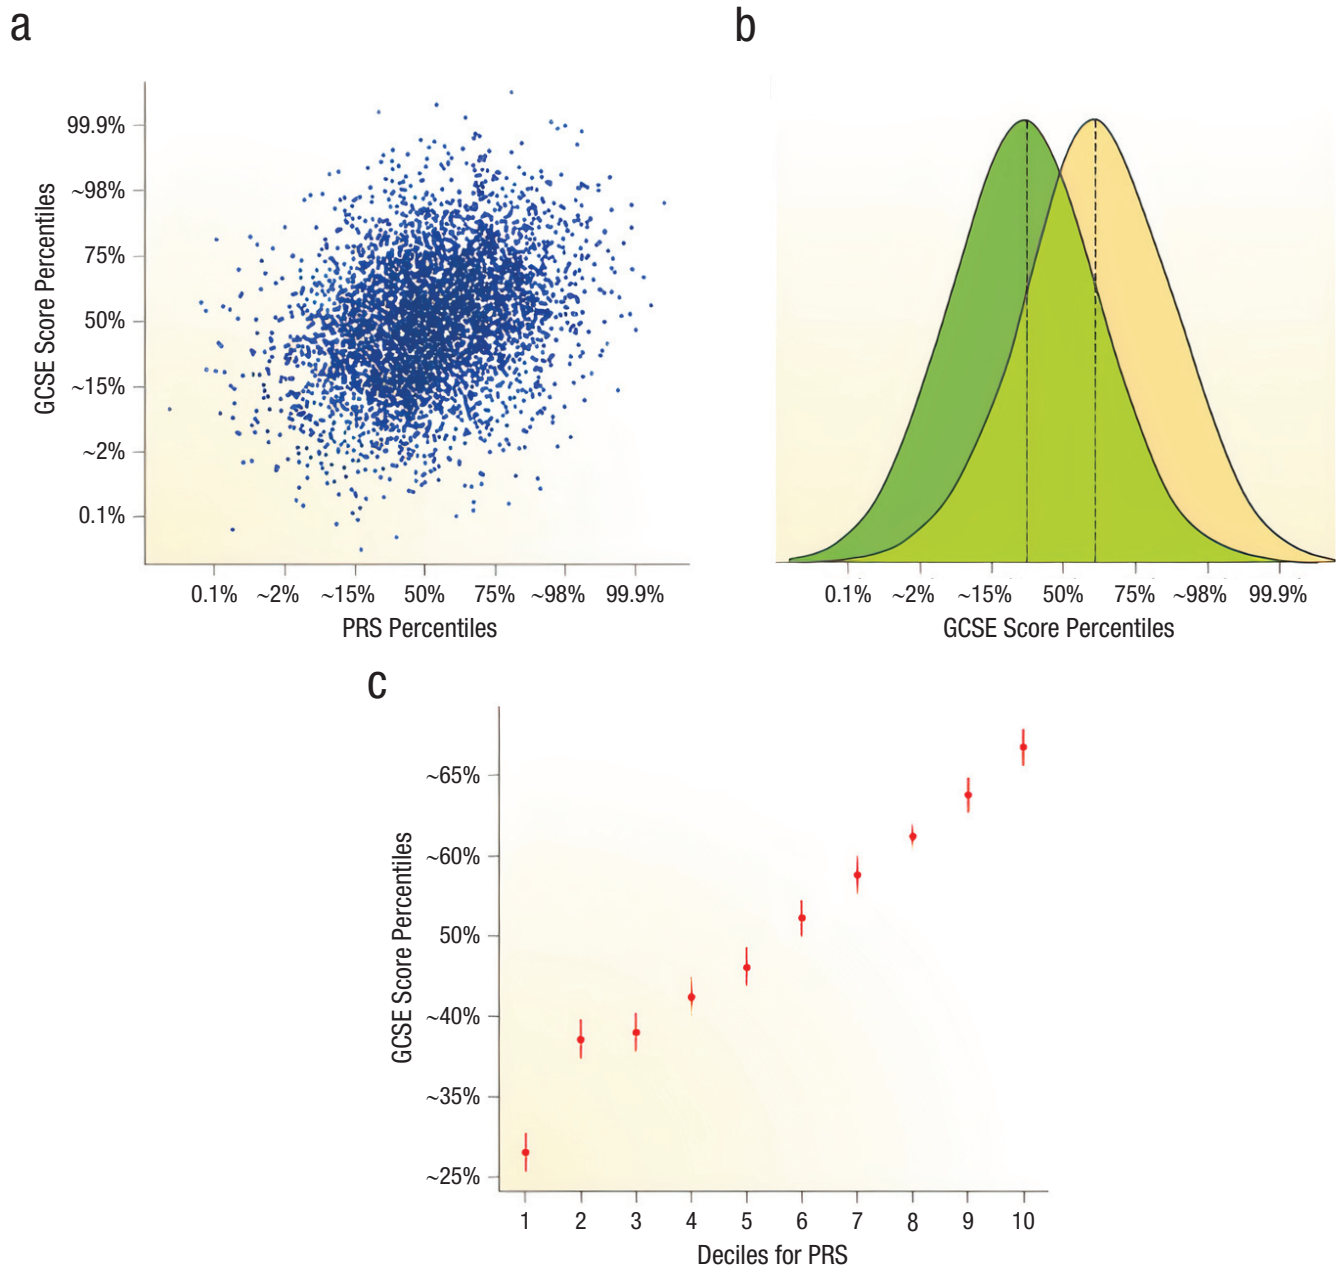 a
99.9%
~98%
75%
50%
~15%
~2%
0.1%
GCSE Score Percentiles
0.1% ~2% ~15% 50% 75% ~98% 99.9%
PRS Percentiles
b
0.1% ~2% ~15% 50% 75% ~98% 99.9%
GCSE Score Percentiles
c
~65%
~60%
50%
~40%
~35%
~25%
GCSE Score Percentiles
1 2 3 4 5 6 7 8 9 10
Deciles for PRS